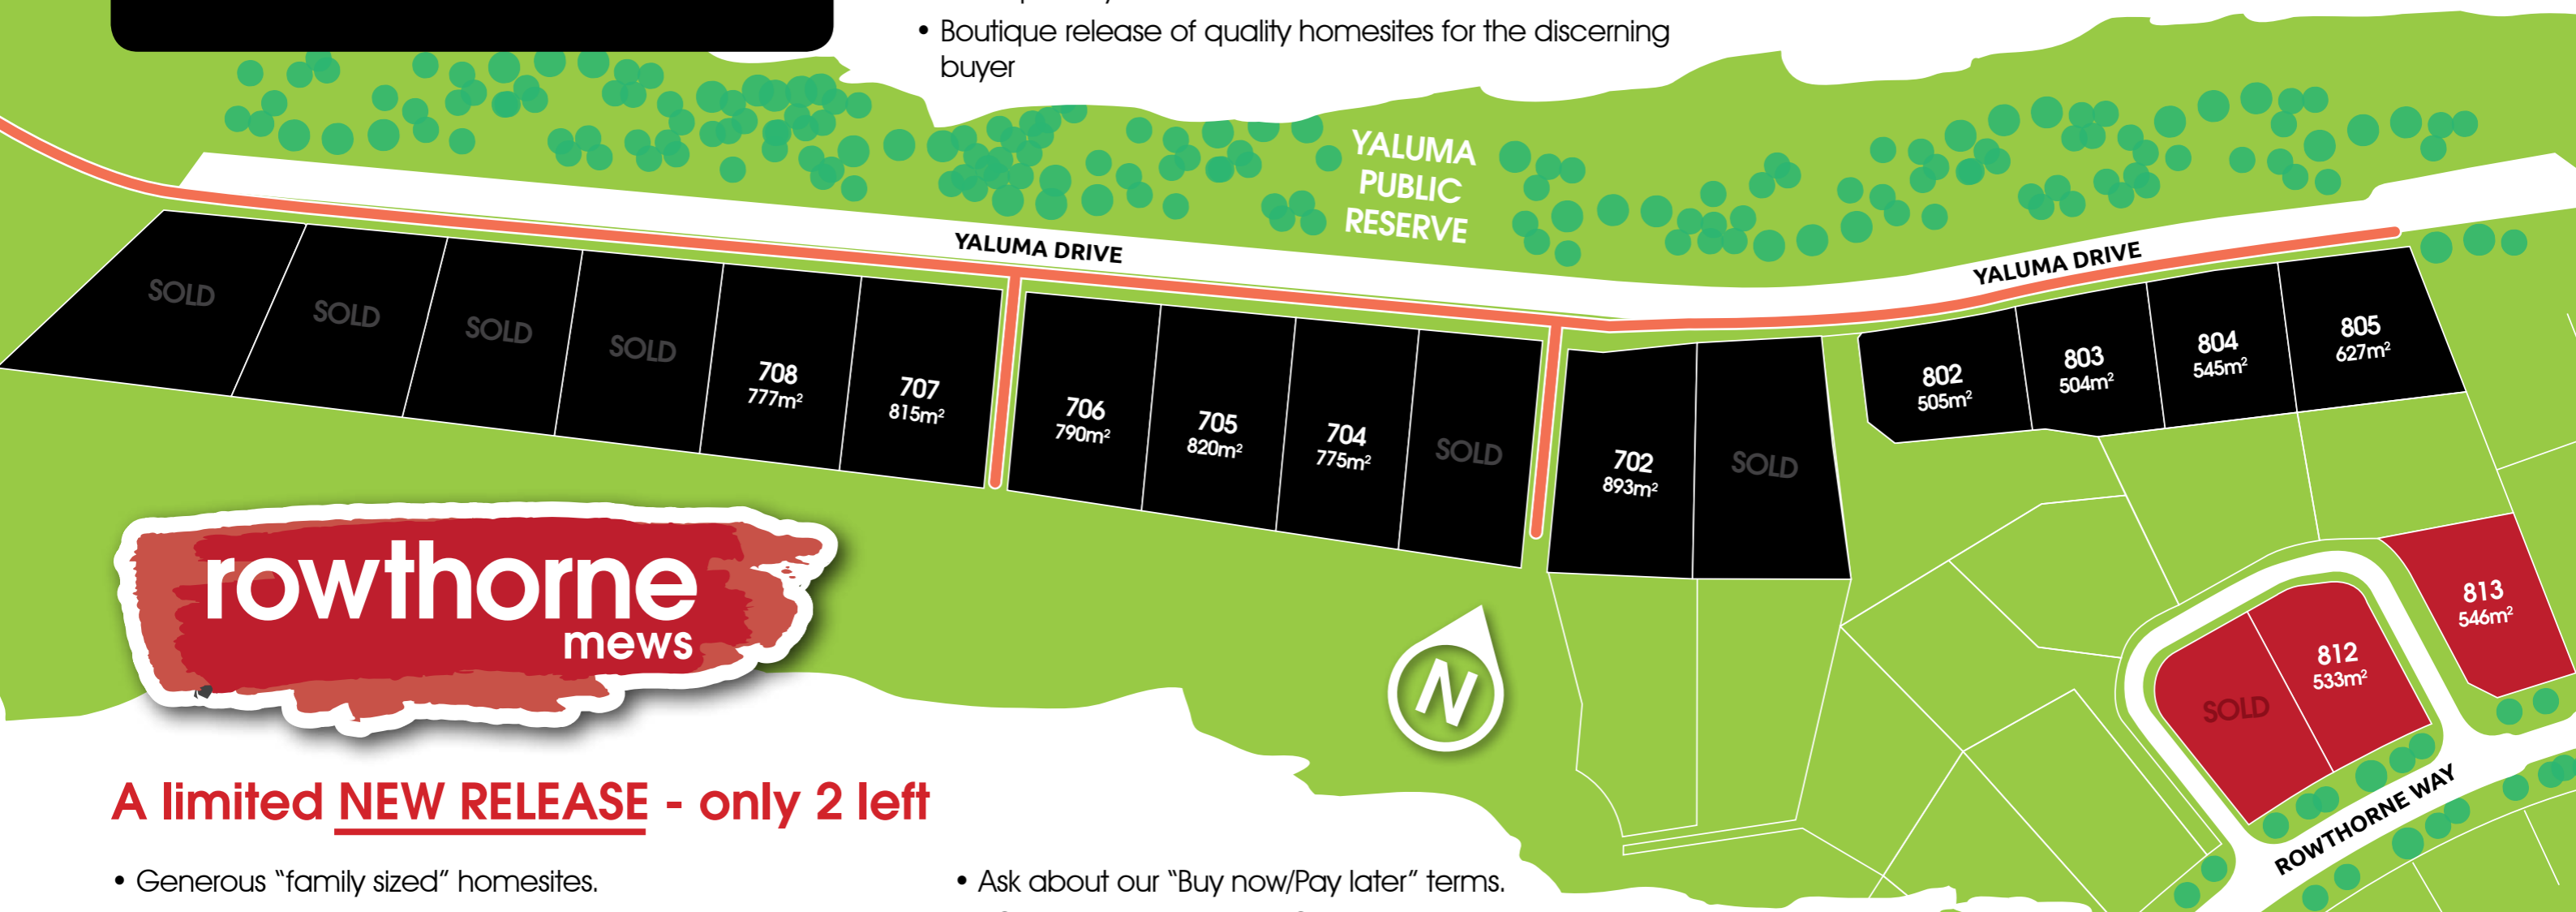 • Boutique release of quality homesites for the discerning
buyer
YALUMA
PUBLIC
RESERVE
YALUMA DRIVE
YALUMA DRIVE
SOLD
SOLD
SOLD
SOLD
708
777m²
707
815m²
706
790m²
705
820m²
704
775m²
SOLD
702
893m²
SOLD
802
505m²
803
504m²
804
545m²
805
627m²
813
546m²
812
533m²
SOLD
ROWTHORNE WAY
N
rowthorne
mews
A limited NEW RELEASE - only 2 left
• Generous “family sized” homesites.
• Ask about our “Buy now/Pay later” terms.